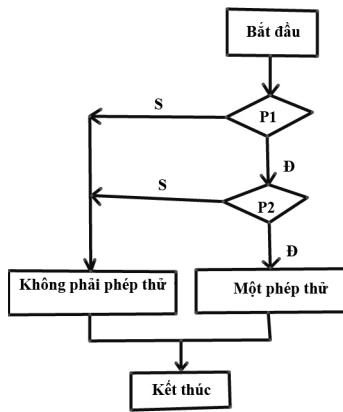 Bắt đầu
S
P1
Đ
S
P2
Đ
Không phải phép thử
Một phép thử
Kết thúc